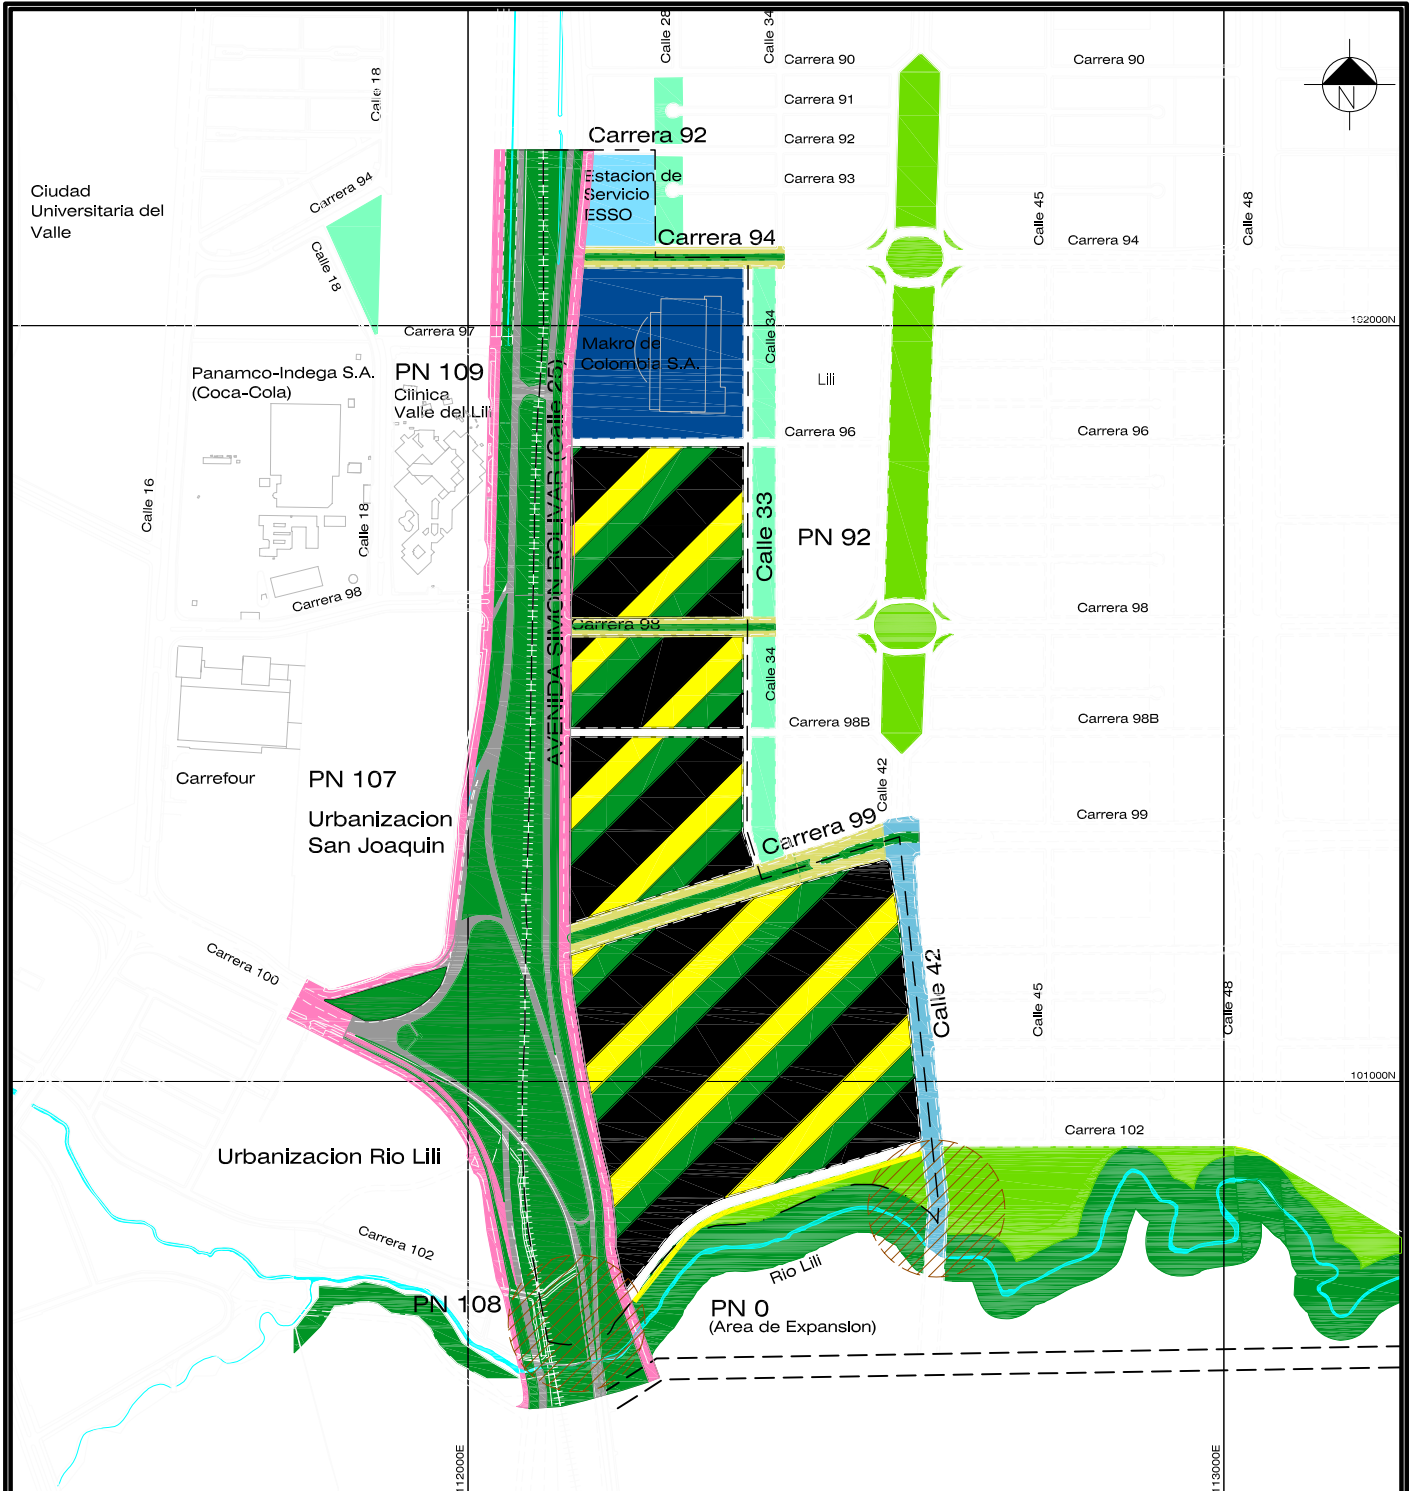 Calle 28
Calle 34
Carrera 90
Carrera 90
Calle 18
Carrera 91
N
Carrera 92
Carrera 92
Carrera 93
Estacion de
Servicio
ESSO
Ciudad
Universitaria del
Valle
Carrera 94
Calle 18
Calle 45
Calle 48
Carrera 94
Carrera 94
102000N
Carrera 97
Calle 34
Makro de
Colombia S.A.
Panamco-Indega S.A.
(Coca-Cola)
PN 109
Clinica
Valle del Lili
Lili
Carrera 96
Carrera 96
AVENIDA SIMON BOLIVAR (Calle 25)
Calle 16
Calle 18
Calle 33
PN 92
Carrera 98
Carrera 98
Carrera 98
Calle 34
Carrera 98B
Carrera 98B
Carrefour
PN 107
Urbanizacion
San Joaquin
Calle 42
Carrera 99
Carrera 99
Carrera 100
Calle 42
Calle 45
Calle 48
101000N
Carrera 102
Urbanizacion Rio Lili
Carrera 102
Rio Lili
PN 108
PN 0
(Area de Expansion)
112000E
113000E